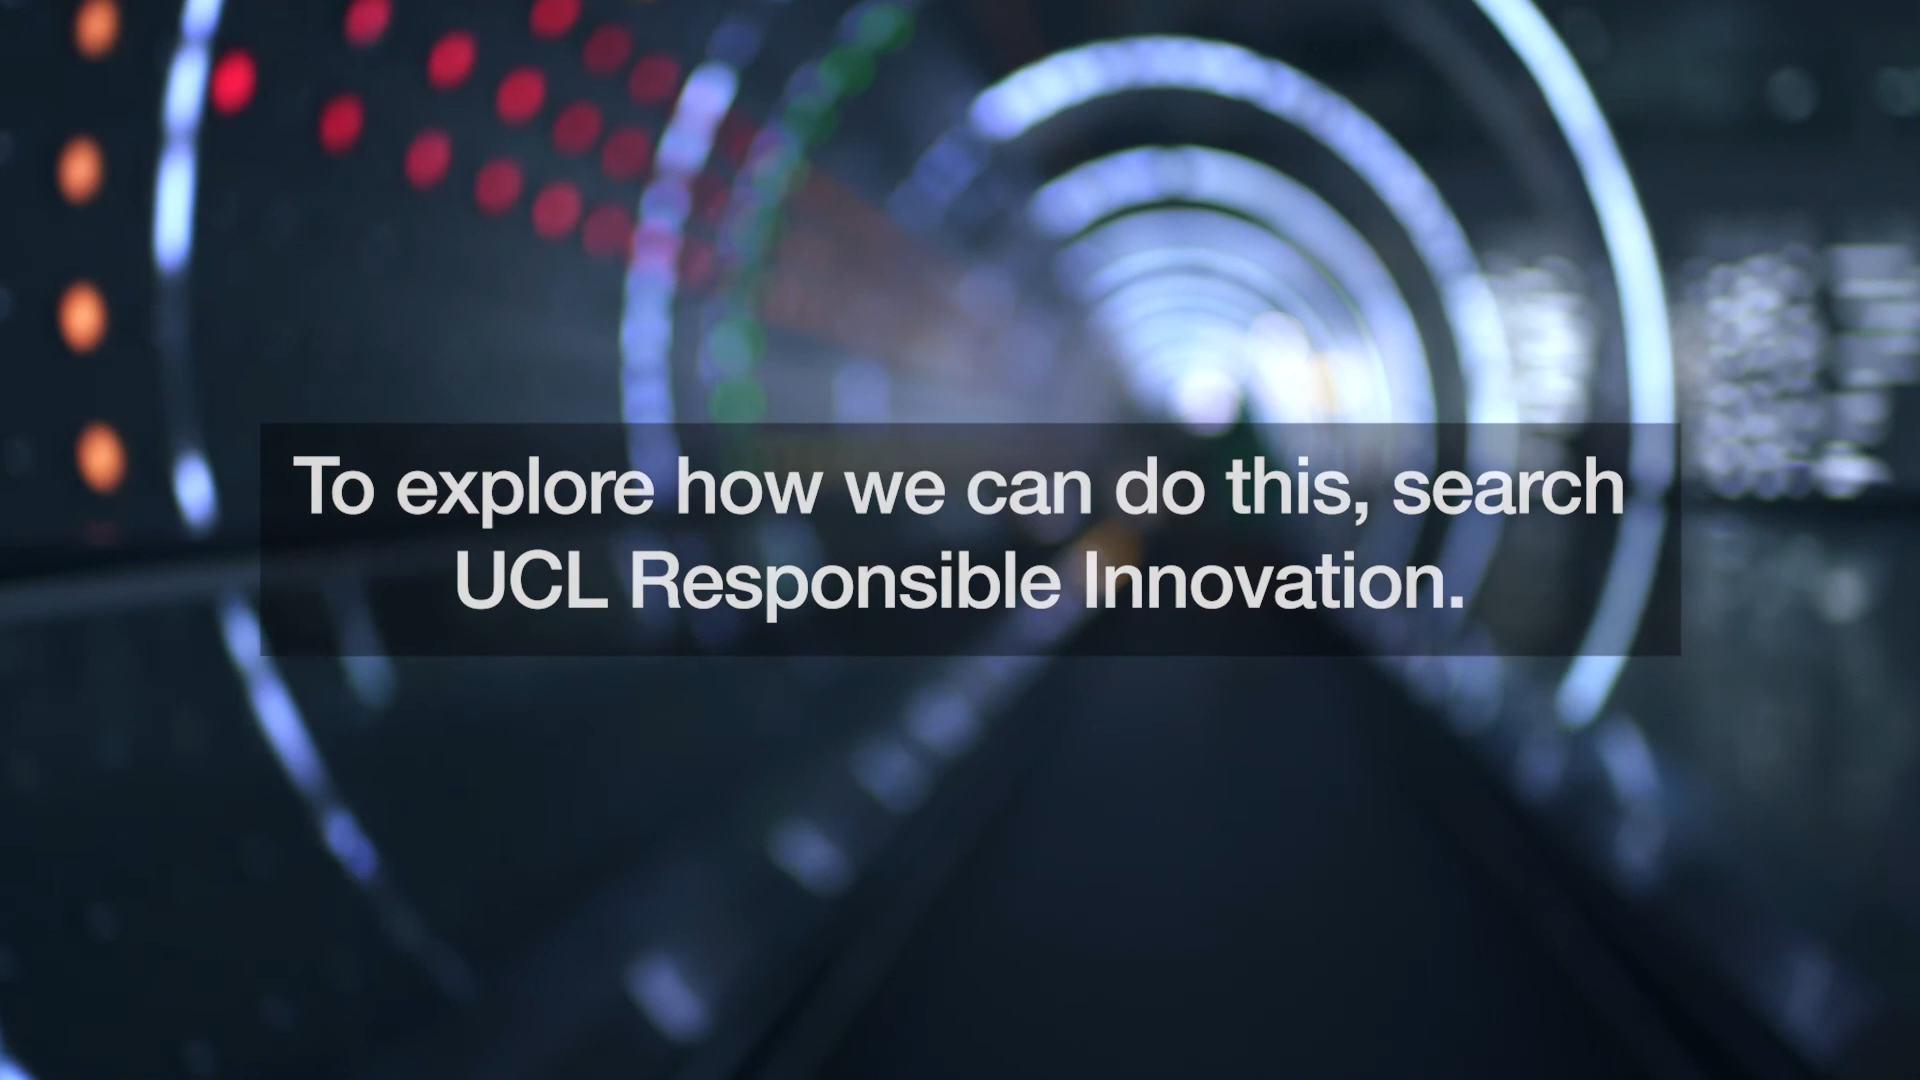 To explore how we can do this, search
UCL Responsible Innovation.